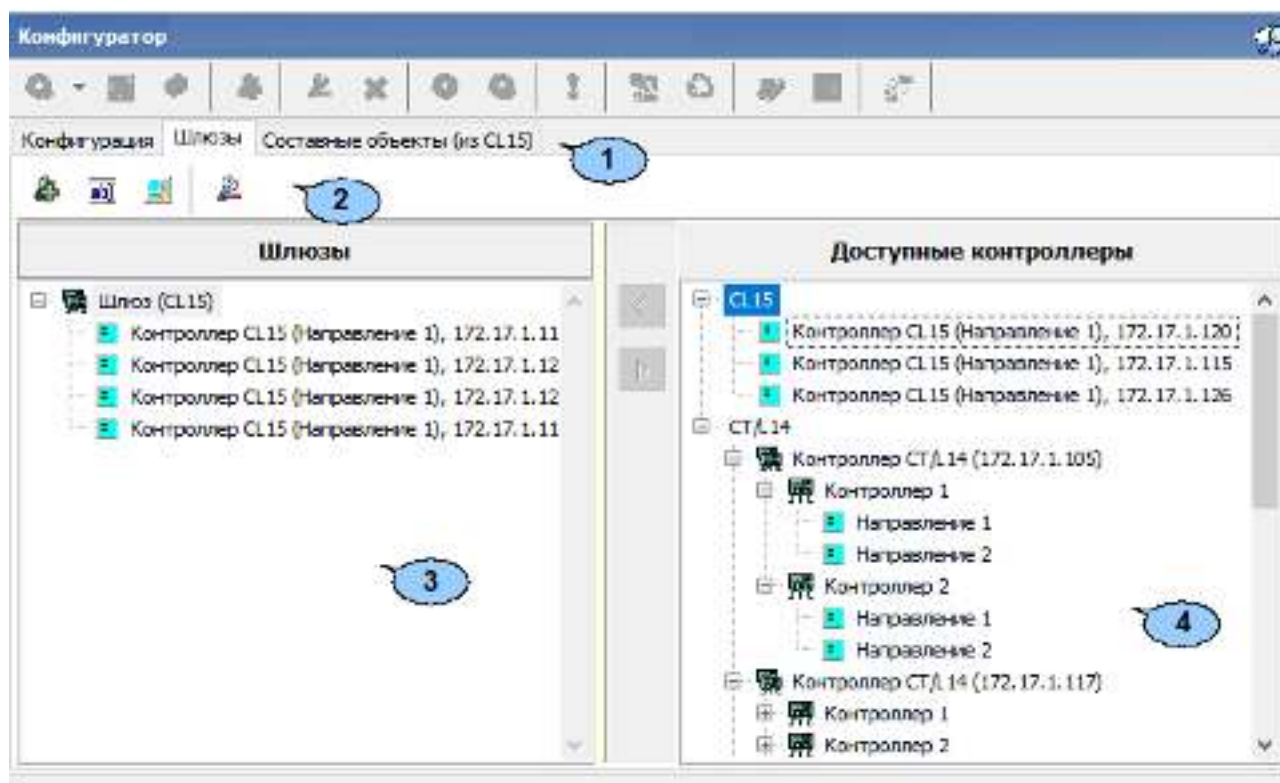 Конфигуратор
Конфигурация Шлюзы Составные объекты (из CL15)
1
2
Шлюзы
Доступные контроллеры
Шлюз (CL15)
Контроллер CL15 (Направление 1), 172.17.1.11
Контроллер CL15 (Направление 1), 172.17.1.12
Контроллер CL15 (Направление 1), 172.17.1.12
Контроллер CL15 (Направление 1), 172.17.1.11
3
CL15
Контроллер CL15 (Направление 1), 172.17.1.120
Контроллер CL15 (Направление 1), 172.17.1.115
Контроллер CL15 (Направление 1), 172.17.1.126
CT/L14
Контроллер CT/L14 (172.17.1.105)
Контроллер 1
Направление 1
Направление 2
Контроллер 2
Направление 1
Направление 2
4
Контроллер CT/L14 (172.17.1.117)
Контроллер 1
Контроллер 2